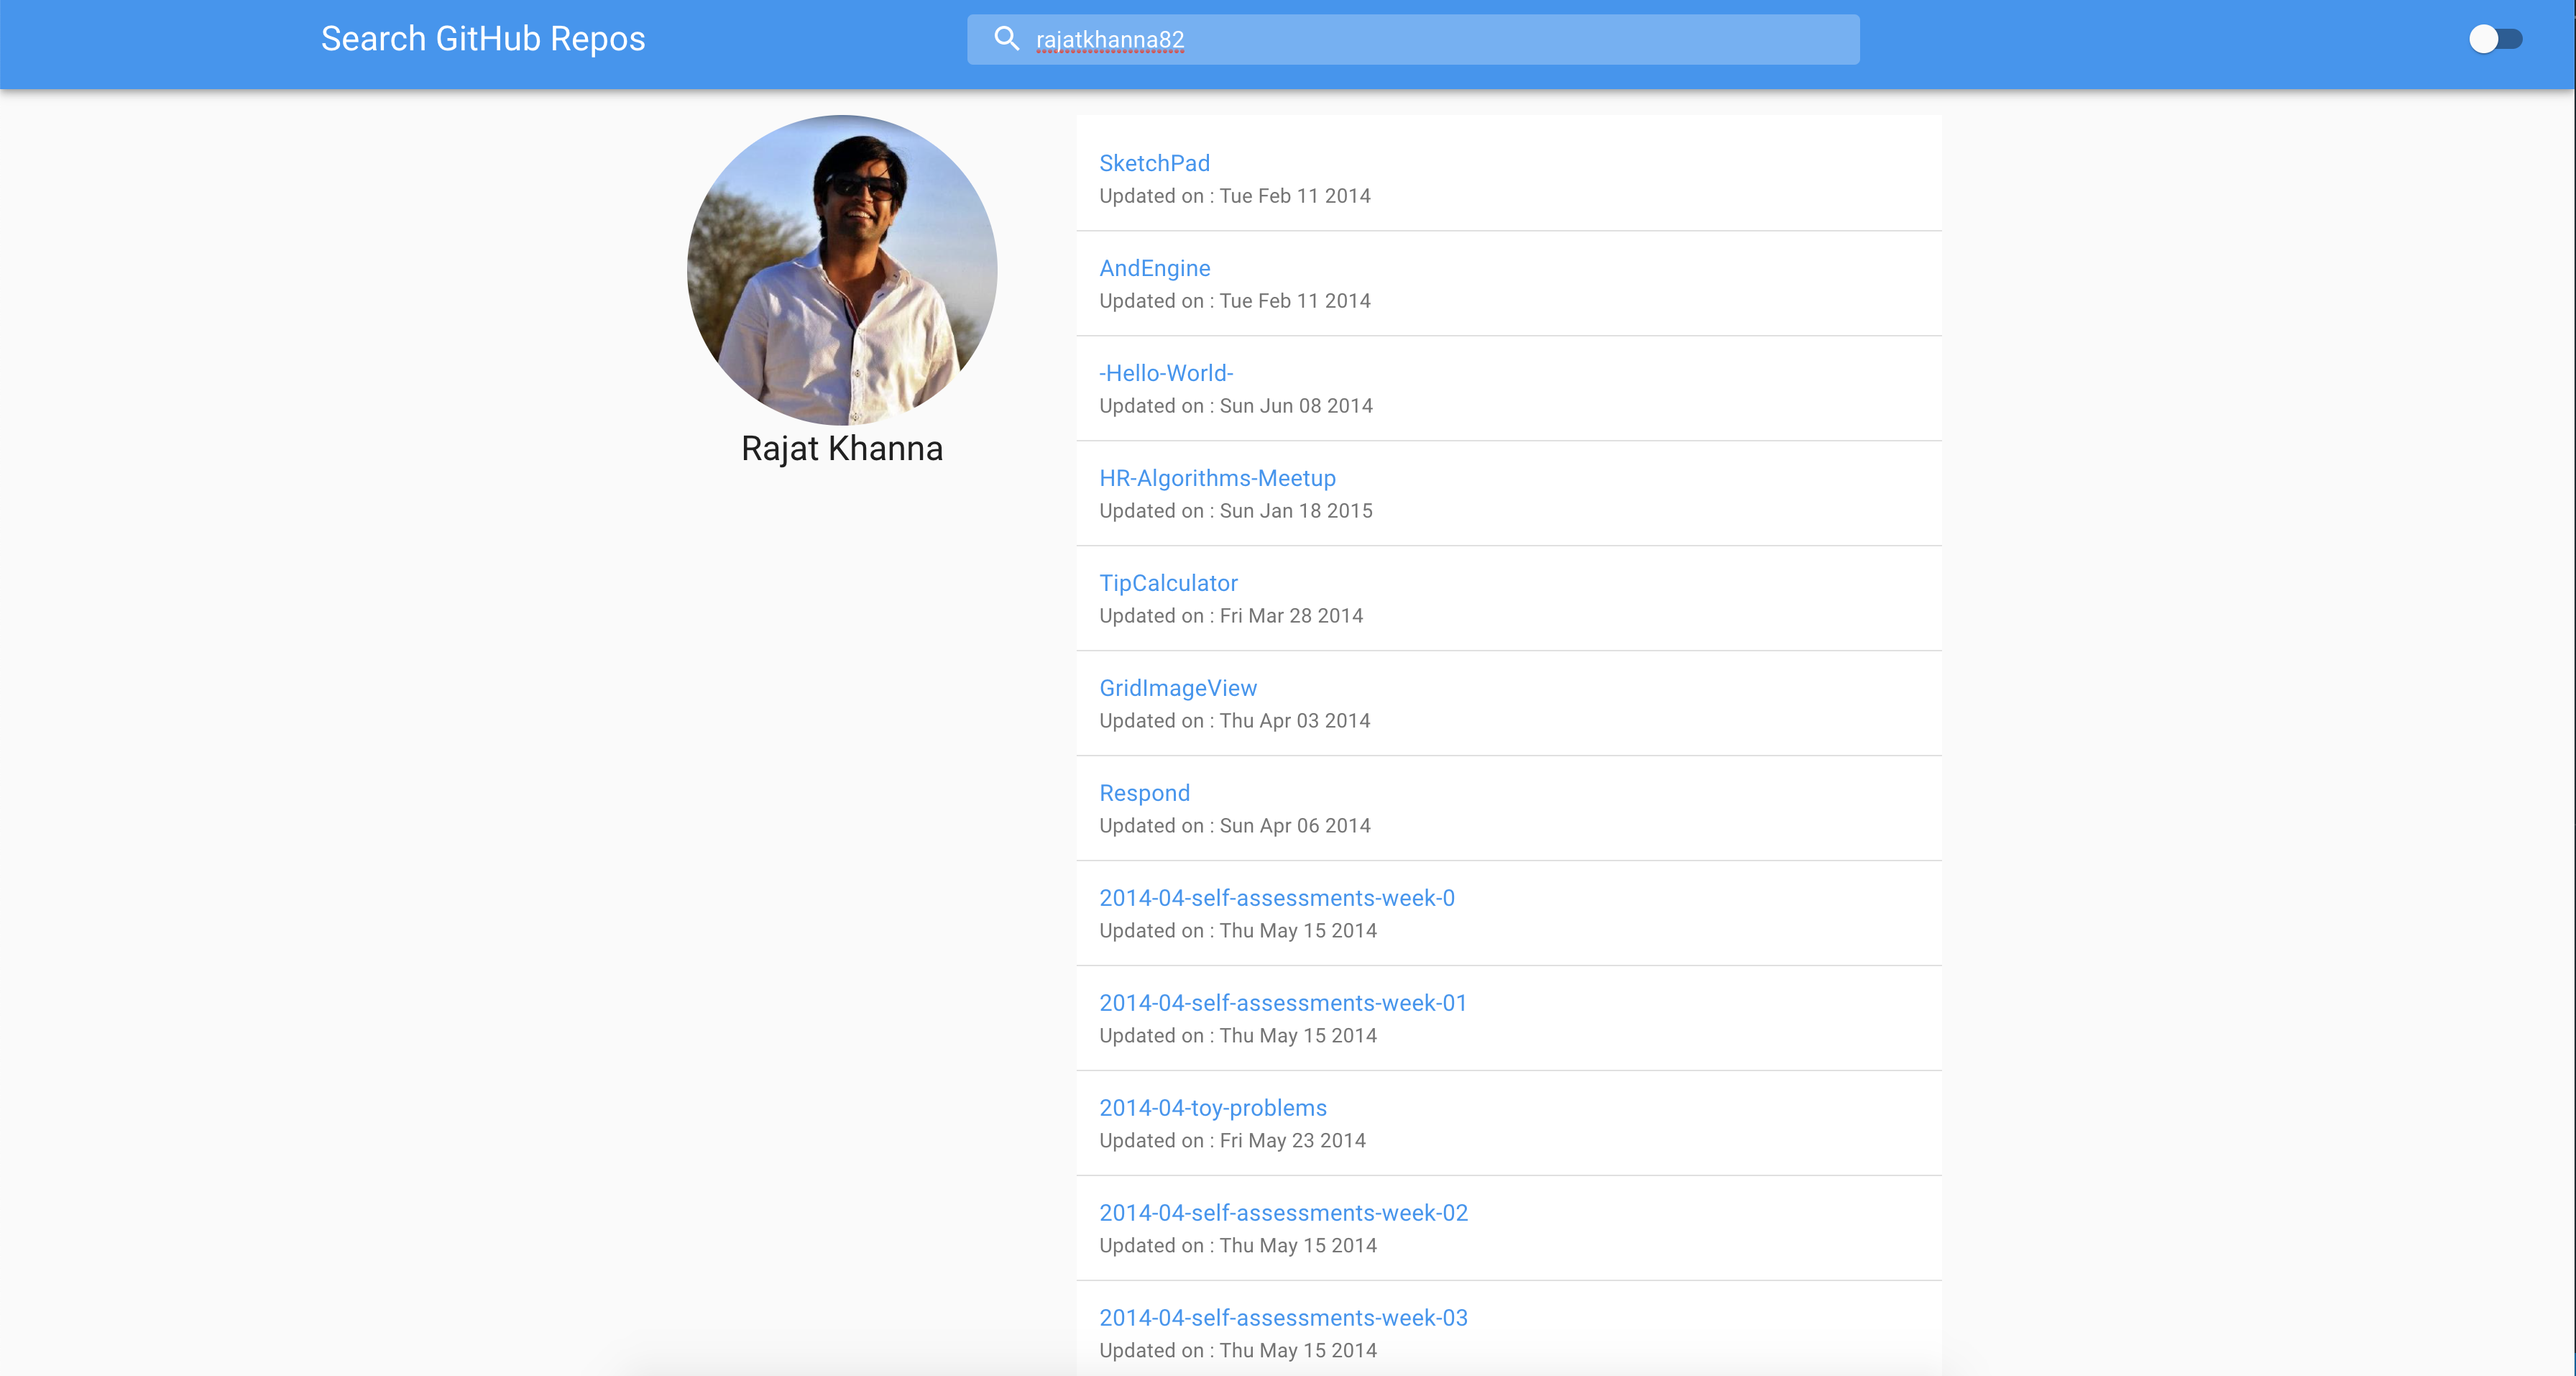 Search GitHub Repos
rajatkhanna82
Rajat Khanna
SketchPad
Updated on : Tue Feb 11 2014
AndEngine
Updated on : Tue Feb 11 2014
-Hello-World-
Updated on : Sun Jun 08 2014
HR-Algorithms-Meetup
Updated on : Sun Jan 18 2015
TipCalculator
Updated on : Fri Mar 28 2014
GridImageView
Updated on : Thu Apr 03 2014
Respond
Updated on : Sun Apr 06 2014
2014-04-self-assessments-week-0
Updated on : Thu May 15 2014
2014-04-self-assessments-week-01
Updated on : Thu May 15 2014
2014-04-toy-problems
Updated on : Fri May 23 2014
2014-04-self-assessments-week-02
Updated on : Thu May 15 2014
2014-04-self-assessments-week-03
Updated on : Thu May 15 2014